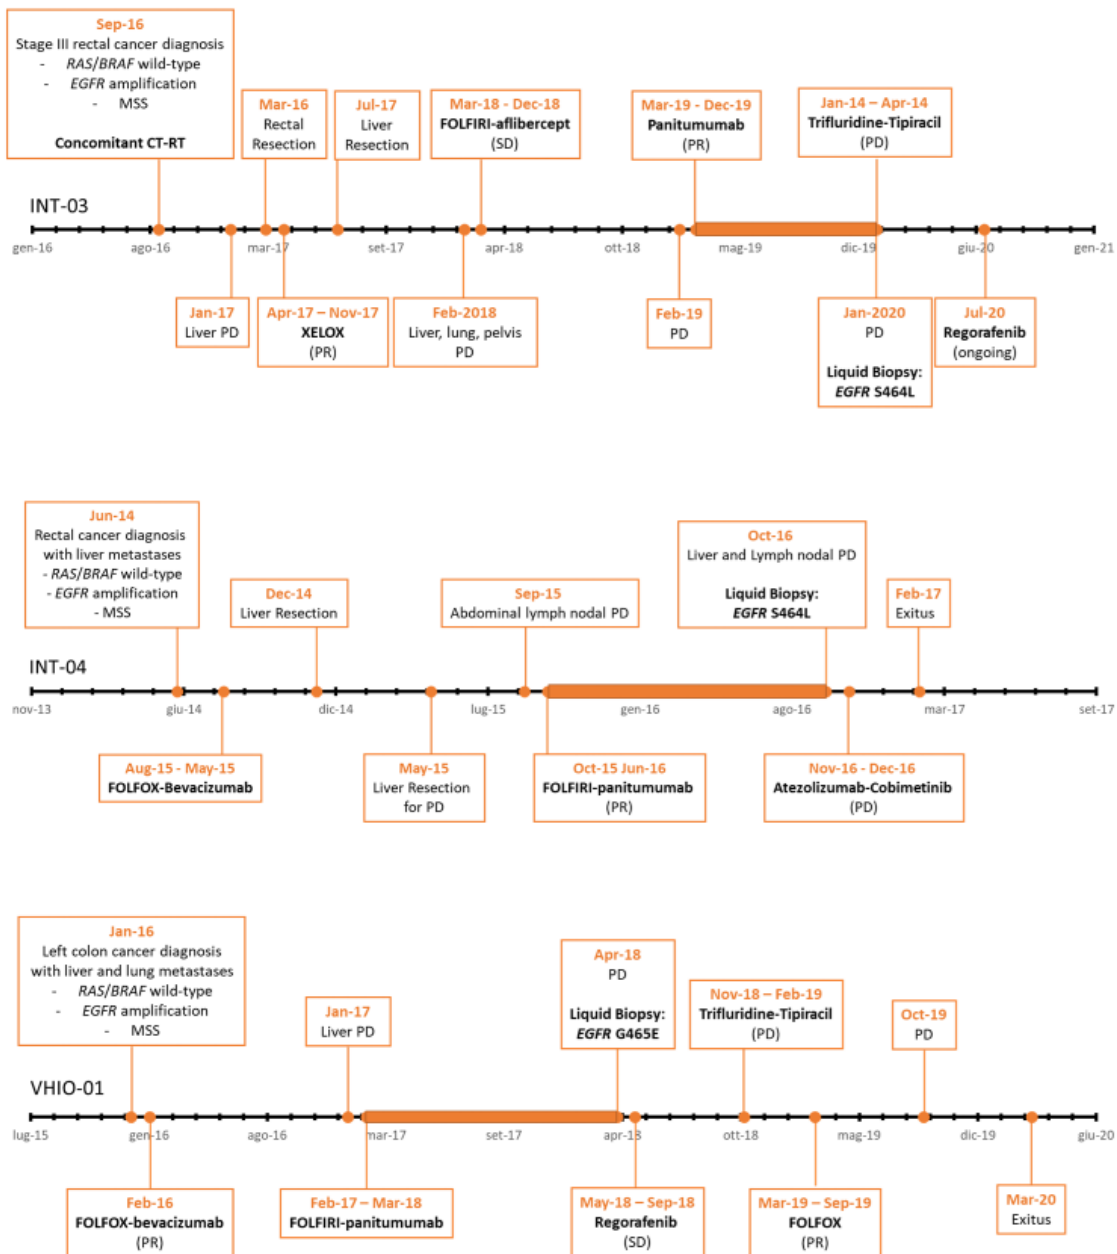 Sep-16
Stage III rectal cancer diagnosis
- RAS/BRAF wild-type
- EGFR amplification
- MSS
Concomitant CT-RT
Mar-16
Rectal
Resection
Jul-17
Liver
Resection
Mar-18 - Dec-18
FOLFIRI-aflibercept
(SD)
Mar-19 - Dec-19
Panitumumab
(PR)
Jan-14 – Apr-14
Trifluridine-Tipiracil
(PD)
INT-03
gen-16 ago-16 mar-17 set-17 apr-18 ott-18 mag-19 dic-19 giu-20 gen-21
Jan-17
Liver PD
Apr-17 – Nov-17
XELOX
(PR)
Feb-2018
Liver, lung, pelvis
PD
Feb-19
PD
Jan-2020
PD
Liquid Biopsy:
EGFR S464L
Jul-20
Regorafenib
(ongoing)
Jun-14
Rectal cancer diagnosis
with liver metastases
- RAS/BRAF wild-type
- EGFR amplification
- MSS
Dec-14
Liver Resection
Sep-15
Abdominal lymph nodal PD
Oct-16
Liver and Lymph nodal PD
Liquid Biopsy:
EGFR S464L
Feb-17
Exitus
INT-04
nov-13 giu-14 dic-14 lug-15 gen-16 ago-16 mar-17 set-17
Aug-15 - May-15
FOLFOX-Bevacizumab
May-15
Liver Resection
for PD
Oct-15 Jun-16
FOLFIRI-panitumumab
(PR)
Nov-16 - Dec-16
Atezolizumab-Cobimetinib
(PD)
Jan-16
Left colon cancer diagnosis
with liver and lung metastases
- RAS/BRAF wild-type
- EGFR amplification
- MSS
Jan-17
Liver PD
Apr-18
PD
Liquid Biopsy:
EGFR G465E
Nov-18 – Feb-19
Trifluridine-Tipiracil
(PD)
Oct-19
PD
VHIO-01
lug-15 gen-16 ago-16 mar-17 set-17 apr-18 ott-18 mag-19 dic-19 giu-20
Feb-16
FOLFOX-bevacizumab
(PR)
Feb-17 – Mar-18
FOLFIRI-panitumumab
May-18 – Sep-18
Regorafenib
(SD)
Mar-19 – Sep-19
FOLFOX
(PR)
Mar-20
Exitus